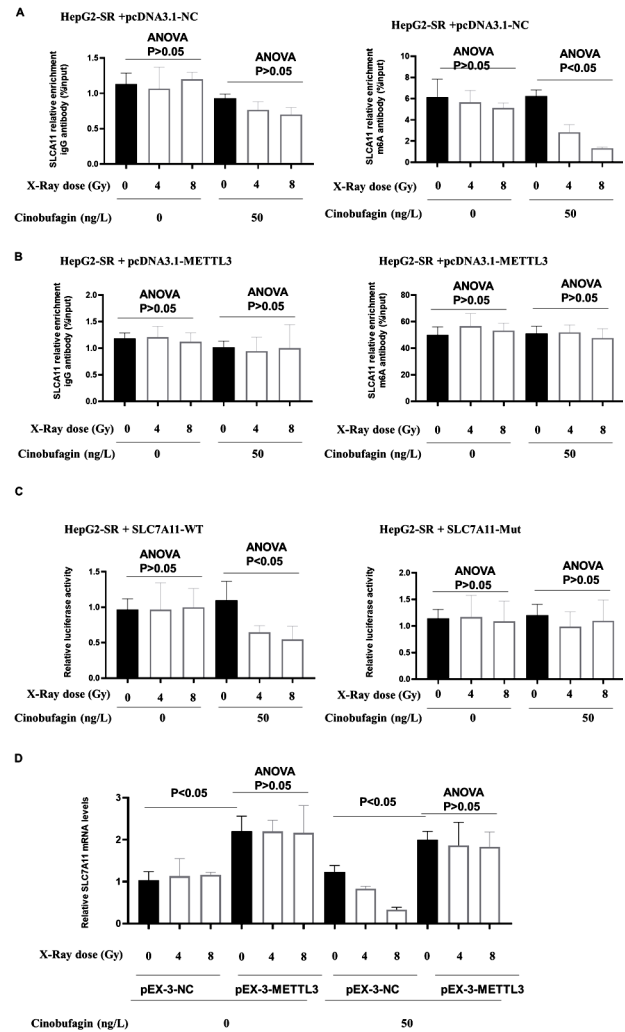 A
HepG2-SR +pcDNA3.1-NC
HepG2-SR +pcDNA3.1-NC
ANOVA
P>0.05
ANOVA
P>0.05
SLCA11 relative enrichment
igG antibody (%input)
1.5
1.0
0.5
0.0
ANOVA
P>0.05
ANOVA
P<0.05
SLCA11 relative enrichment
m6A antibody (%input)
10
8
6
4
2
0
X-Ray dose (Gy) 0 4 8 0 4 8
Cinobufagin (ng/L) 0 50
X-Ray dose (Gy) 0 4 8 0 4 8
Cinobufagin (ng/L) 0 50
B
HepG2-SR + pcDNA3.1-METTL3
HepG2-SR +pcDNA3.1-METTL3
ANOVA
P>0.05
ANOVA
P>0.05
SLCA11 relative enrichment
igG antibody (%input)
2.0
1.5
1.0
0.5
0.0
ANOVA
P>0.05
ANOVA
P>0.05
SLCA11 relative enrichment
m6A antibody (%input)
80
60
40
20
0
X-Ray dose (Gy) 0 4 8 0 4 8
Cinobufagin (ng/L) 0 50
X-Ray dose (Gy) 0 4 8 0 4 8
Cinobufagin (ng/L) 0 50
C
HepG2-SR + SLC7A11-WT
HepG2-SR + SLC7A11-Mut
ANOVA
P>0.05
ANOVA
P<0.05
Relative luciferase activity
1.5
1.0
0.5
0.0
ANOVA
P>0.05
ANOVA
P>0.05
Relative luciferase activity
2.0
1.5
1.0
0.5
0.0
X-Ray dose (Gy) 0 4 8 0 4 8
Cinobufagin (ng/L) 0 50
X-Ray dose (Gy) 0 4 8 0 4 8
Cinobufagin (ng/L) 0 50
D
P<0.05
ANOVA
P>0.05
P<0.05
ANOVA
P>0.05
Relative SLC7A11 mRNA levels
3
2
1
0
X-Ray dose (Gy) 0 4 8 0 4 8 0 4 8 0 4 8
pEX-3-NC pEX-3-METTL3 pEX-3-NC pEX-3-METTL3
Cinobufagin (ng/L) 0 50